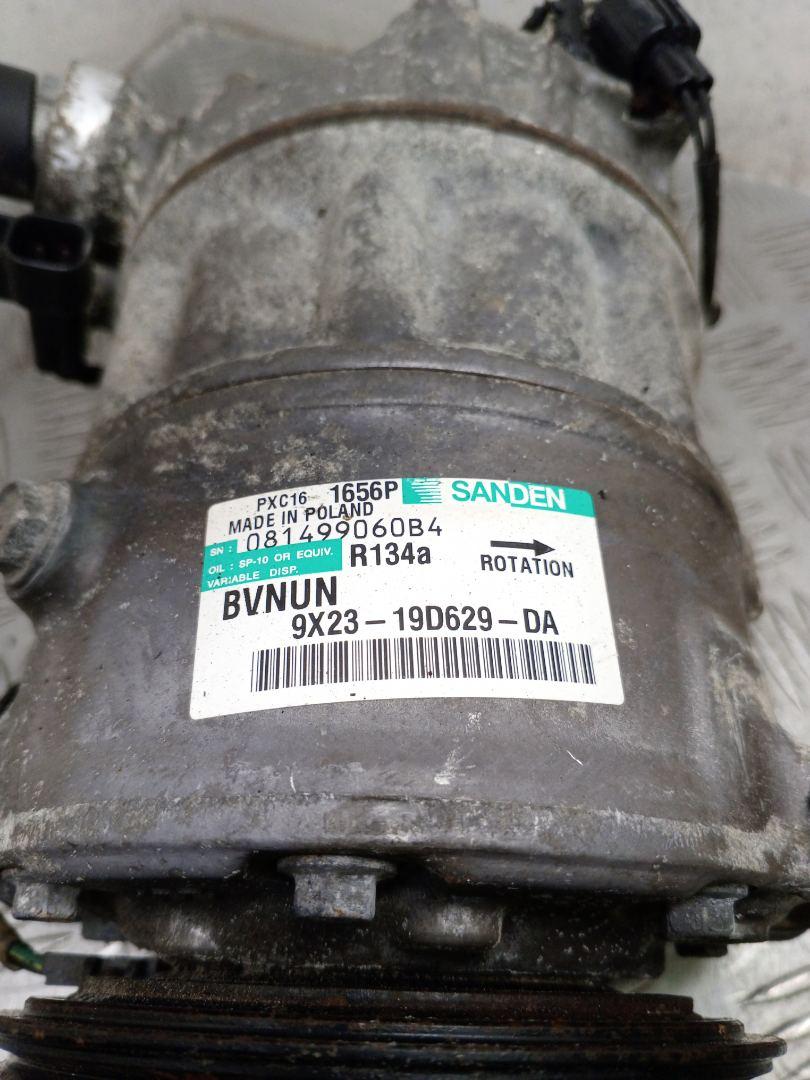 PXC16 1656P SANDEN
MADE IN POLAND
SN: 081499060B4
OIL: SP-10 OR EQUIV. R134a ROTATION
VARIABLE DISP.
BVNUN
9X23-19D629-DA